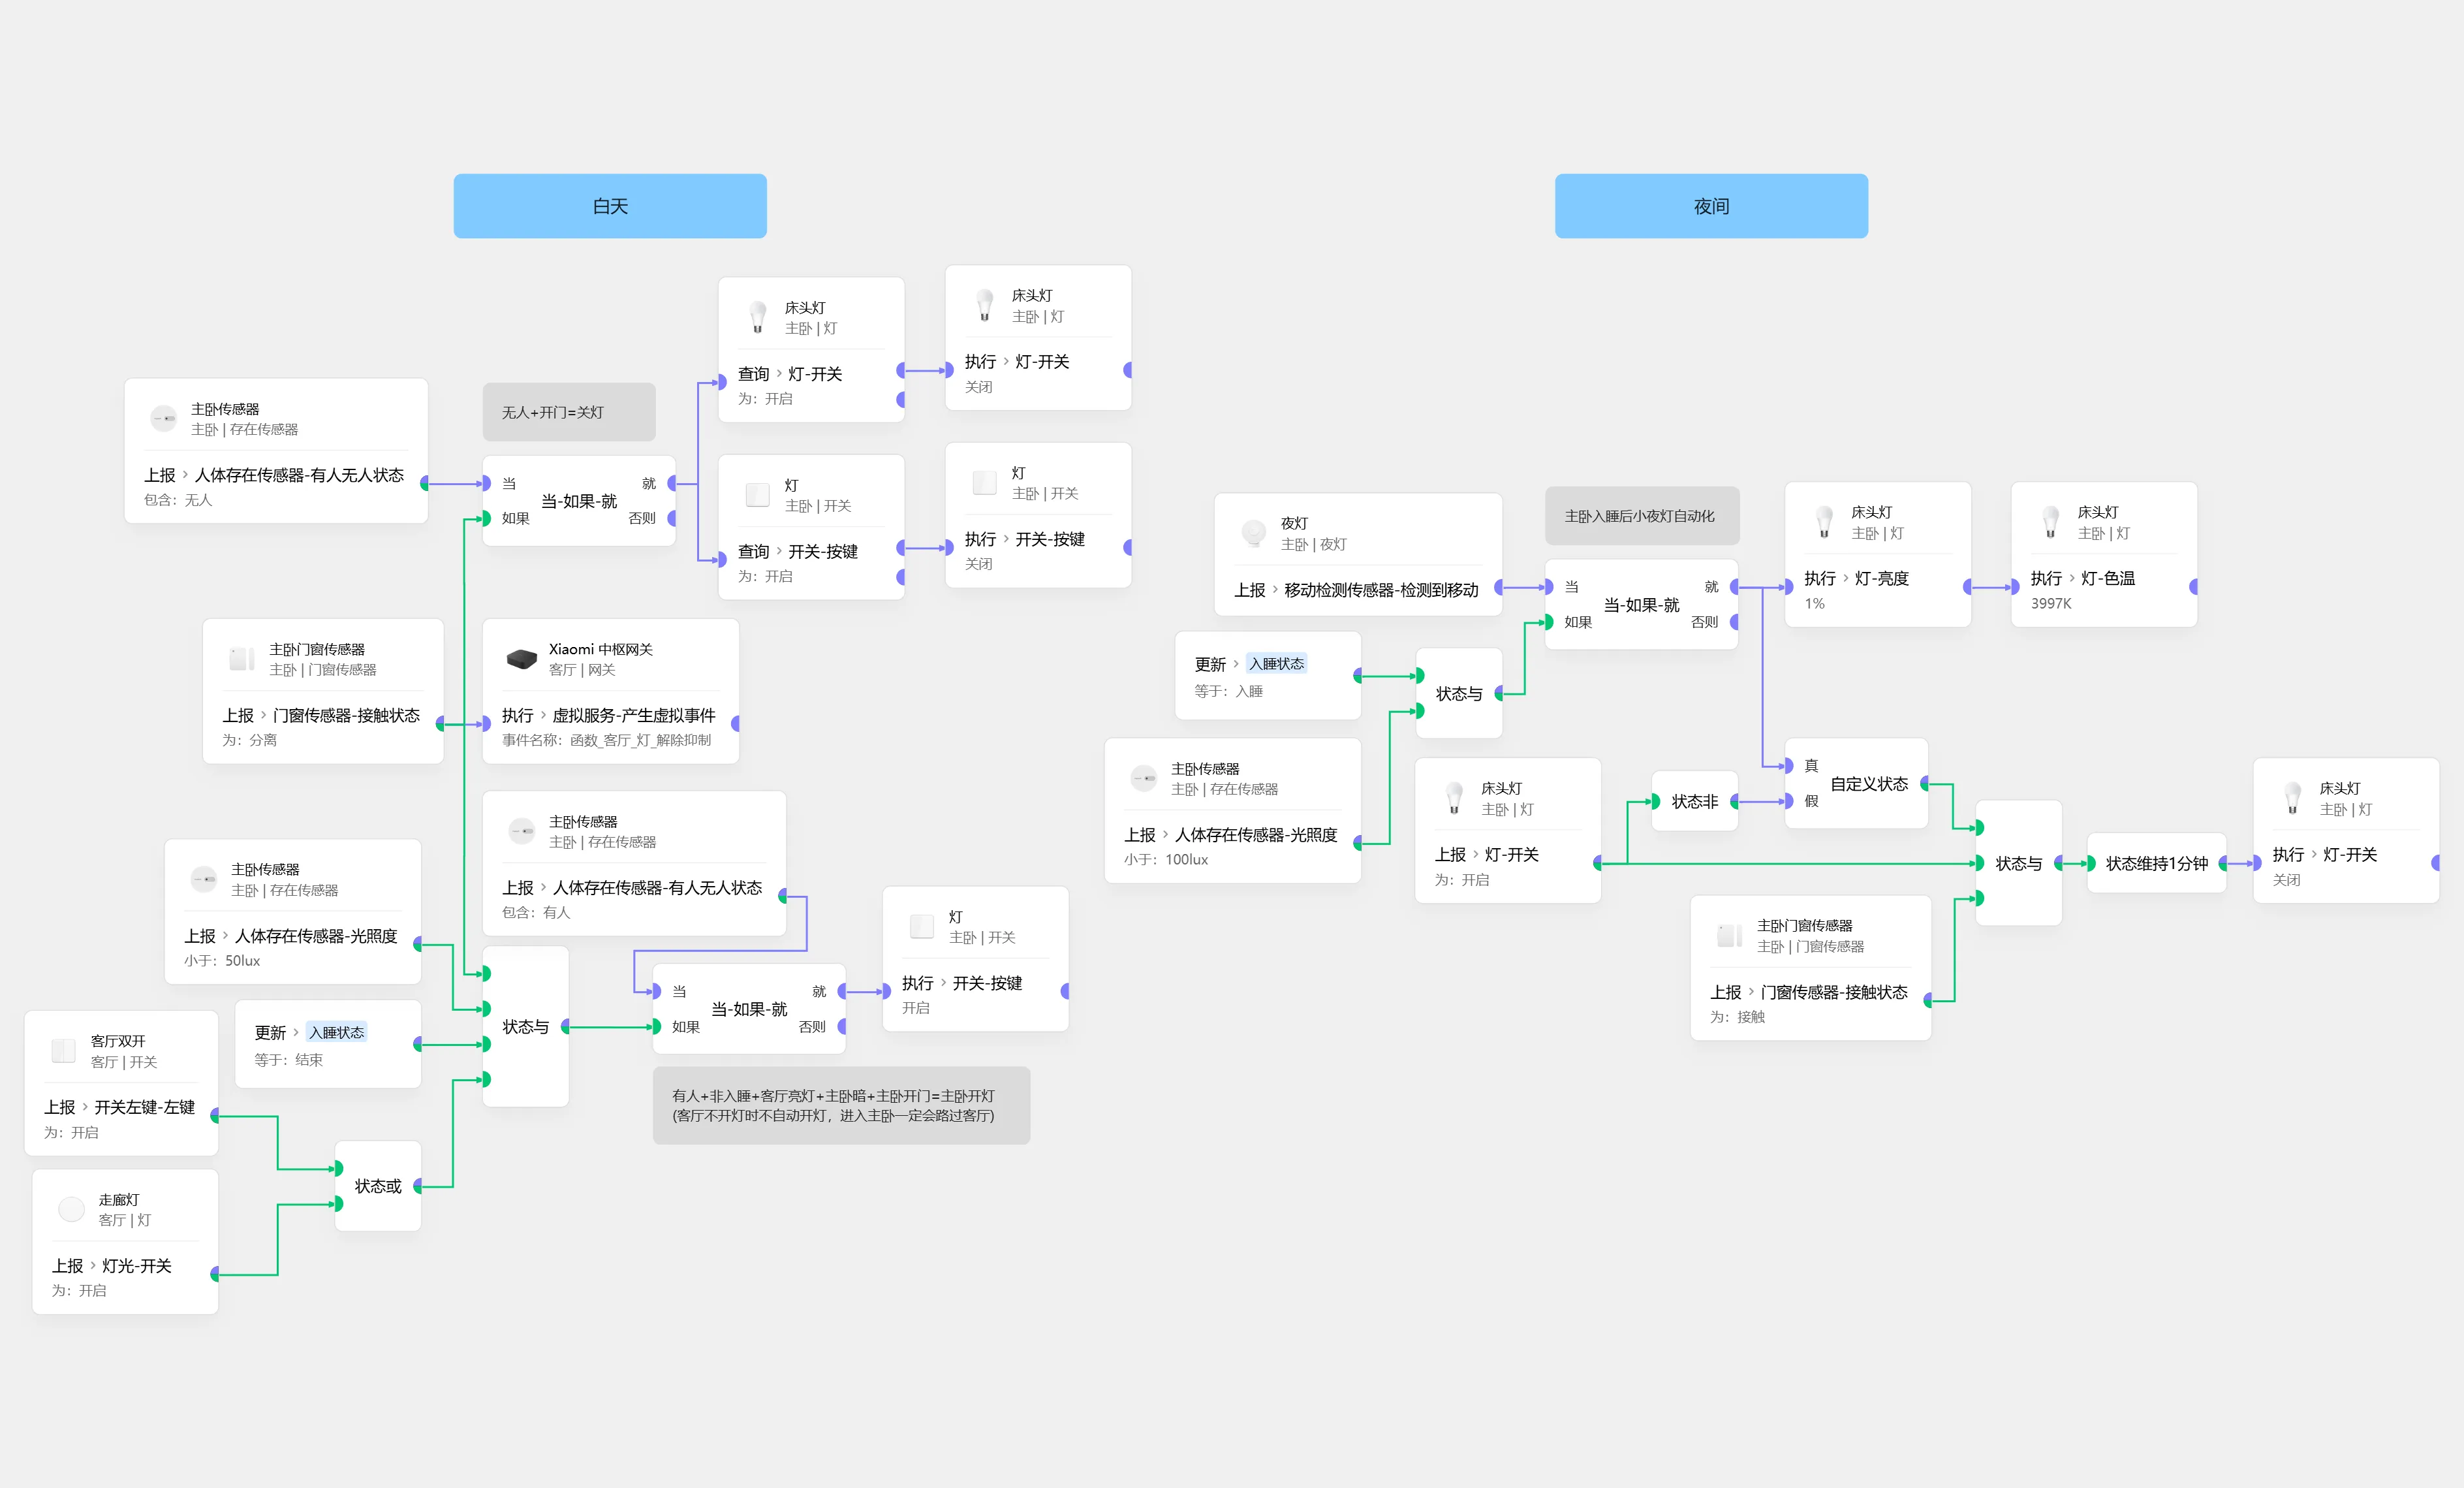 白天
床头灯
主卧 | 灯
查询 › 灯-开关
为：开启
床头灯
主卧 | 灯
执行 › 灯-开关
关闭
主卧传感器
主卧 | 存在传感器
上报 › 人体存在传感器-有人无人状态
包含：无人
无人+开门=关灯
当
如果
当-如果-就
就
否则
灯
主卧 | 开关
查询 › 开关-按键
为：开启
灯
主卧 | 开关
执行 › 开关-按键
关闭
主卧门窗传感器
主卧 | 门窗传感器
上报 › 门窗传感器-接触状态
为：分离
Xiaomi 中枢网关
客厅 | 网关
执行 › 虚拟服务-产生虚拟事件
事件名称：函数_客厅_灯_解除抑制
主卧传感器
主卧 | 存在传感器
上报 › 人体存在传感器-有人无人状态
包含：有人
主卧传感器
主卧 | 存在传感器
上报 › 人体存在传感器-光照度
小于：50lux
更新 › 入睡状态
等于：结束
客厅双开
客厅 | 开关
上报 › 开关左键-左键
为：开启
走廊灯
客厅 | 灯
上报 › 灯光-开关
为：开启
状态或
状态与
当
如果
当-如果-就
就
否则
灯
主卧 | 开关
执行 › 开关-按键
开启
有人+非入睡+客厅亮灯+主卧暗+主卧开门=主卧开灯
(客厅不开灯时不自动开灯，进入主卧一定会路过客厅)
夜间
夜灯
主卧 | 夜灯
上报 › 移动检测传感器-检测到移动
主卧入睡后小夜灯自动化
当
如果
当-如果-就
就
否则
床头灯
主卧 | 灯
执行 › 灯-亮度
1%
床头灯
主卧 | 灯
执行 › 灯-色温
3997K
更新 › 入睡状态
等于：入睡
状态与
主卧传感器
主卧 | 存在传感器
上报 › 人体存在传感器-光照度
小于：100lux
床头灯
主卧 | 灯
上报 › 灯-开关
为：开启
状态非
真
假
自定义状态
主卧门窗传感器
主卧 | 门窗传感器
上报 › 门窗传感器-接触状态
为：接触
状态与
状态维持1分钟
床头灯
主卧 | 灯
执行 › 灯-开关
关闭